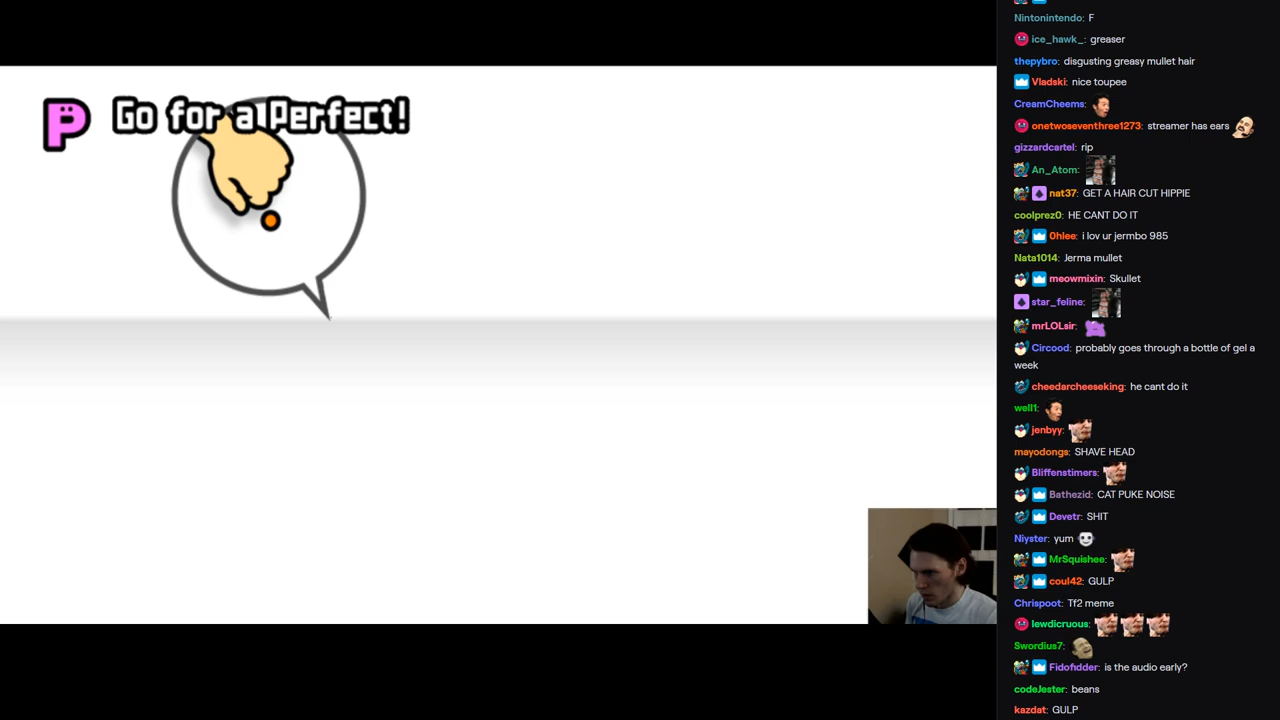 P
Go for a Perfect!
Nintonintendo: F
ice_hawk_: greaser
thepybro: disgusting greasy mullet hair
Vladski: nice toupee
CreamCheems:
onetwoseventhree1273: streamer has ears
gizzardcartel: rip
An_Atom:
nat37: GET A HAIR CUT HIPPIE
coolprez0: HE CANT DO IT
0hlee: i lov ur jermbo 985
Nata1014: Jerma mullet
meowmixin: Skullet
star_feline:
mrLOLsir:
Circood: probably goes through a bottle of gel a
week
cheedarcheeseking: he cant do it
well1:
jenbyy:
mayodongs: SHAVE HEAD
Bliffenstimers:
Bathezid: CAT PUKE NOISE
Devetr: SHIT
Niyster: yum
MrSquishee:
coul42: GULP
Chrispoot: Tf2 meme
lewdicruous:
Swordius7:
Fidofidder: is the audio early?
codeJester: beans
kazdat: GULP